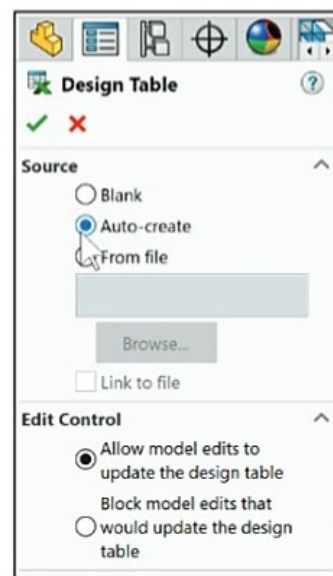 Design Table
?
Source
Blank
Auto-create
From file
Browse...
Link to file
Edit Control
Allow model edits to
update the design table
Block model edits that
would update the design
table